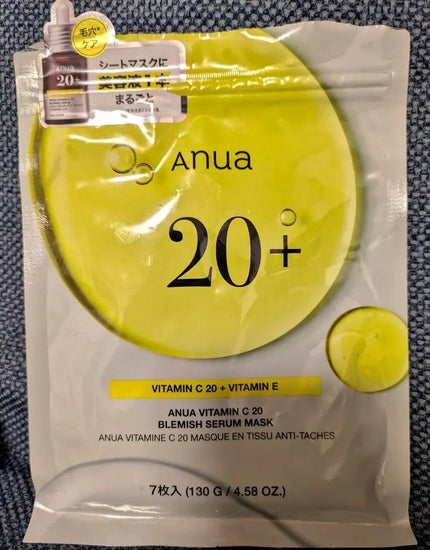 毛穴*
ケア
シートマスクに
美容液1本
まるごと
Anua
20+
Anua
20+
VITAMIN C 20 + VITAMIN E
ANUA VITAMIN C 20
BLEMISH SERUM MASK
ANUA VITAMINE C 20 MASQUE EN TISSU ANTI-TACHES
7枚入 (130 G / 4.58 OZ.)